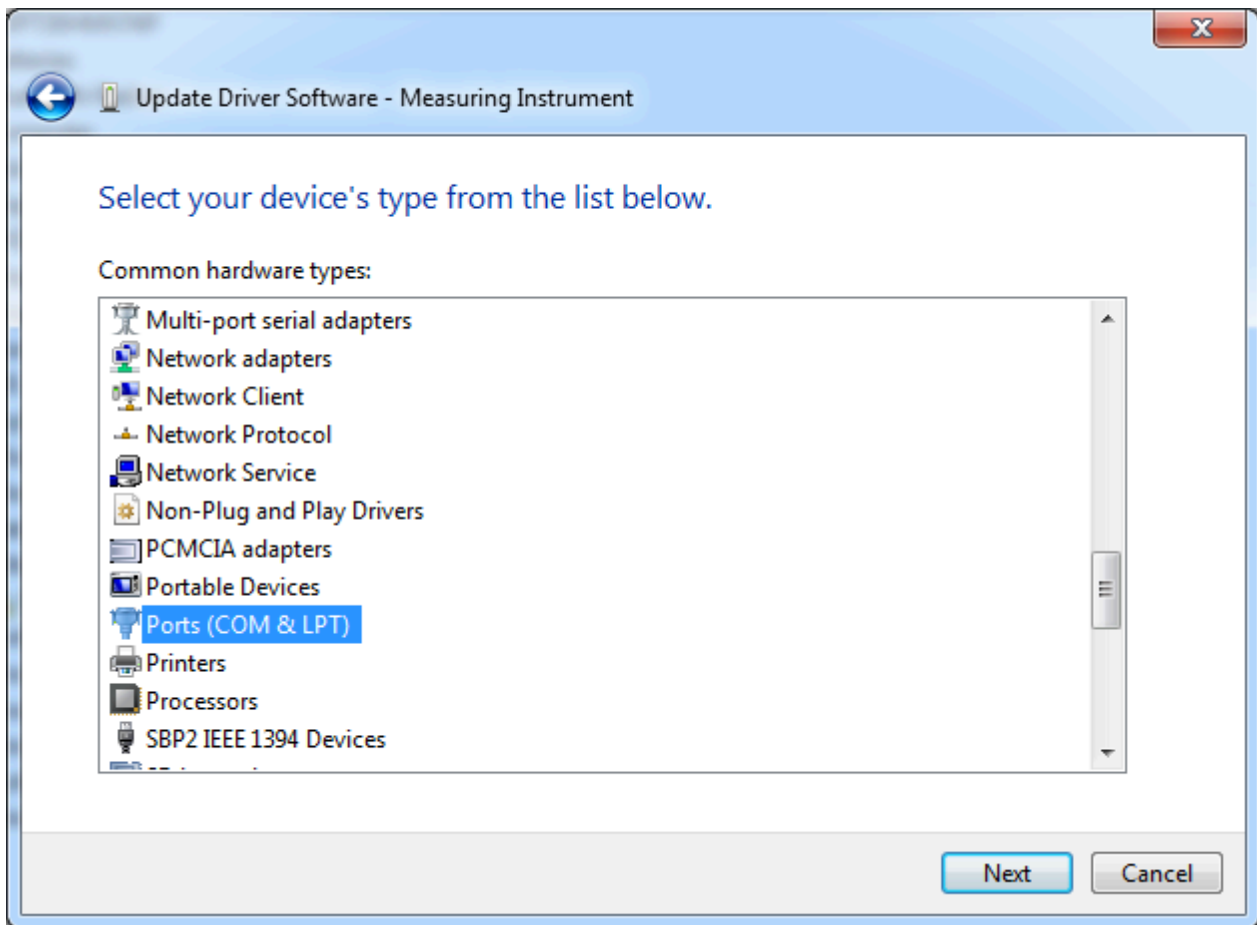 Update Driver Software - Measuring Instrument
Select your device's type from the list below.
Common hardware types:
Multi-port serial adapters
Network adapters
Network Client
Network Protocol
Network Service
Non-Plug and Play Drivers
PCMCIA adapters
Portable Devices
Ports (COM & LPT)
Printers
Processors
SBP2 IEEE 1394 Devices
Next
Cancel